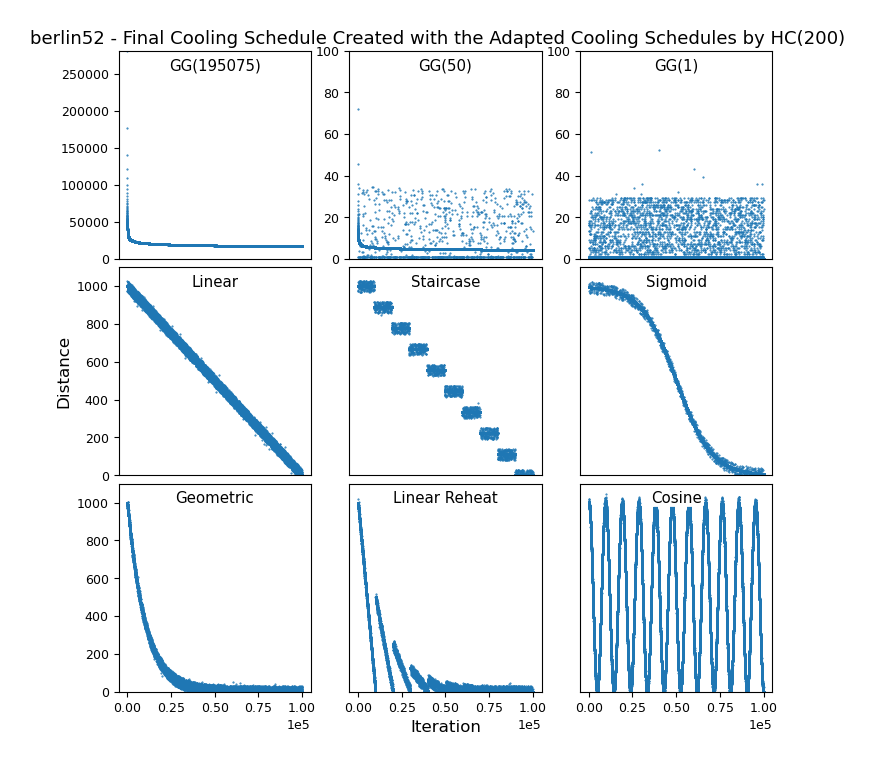 berlin52 - Final Cooling Schedule Created with the Adapted Cooling Schedules by HC(200)
GG(195075)
GG(50)
GG(1)
250000
200000
150000
100000
50000
0
100
80
60
40
20
0
100
80
60
40
20
0
Linear
Staircase
Sigmoid
1000
800
600
400
200
0
Distance
Geometric
Linear Reheat
Cosine
1000
800
600
400
200
0
0.00 0.25 0.50 0.75 1.00
1e5
0.00 0.25 0.50 0.75 1.00
1e5
0.00 0.25 0.50 0.75 1.00
1e5
Iteration